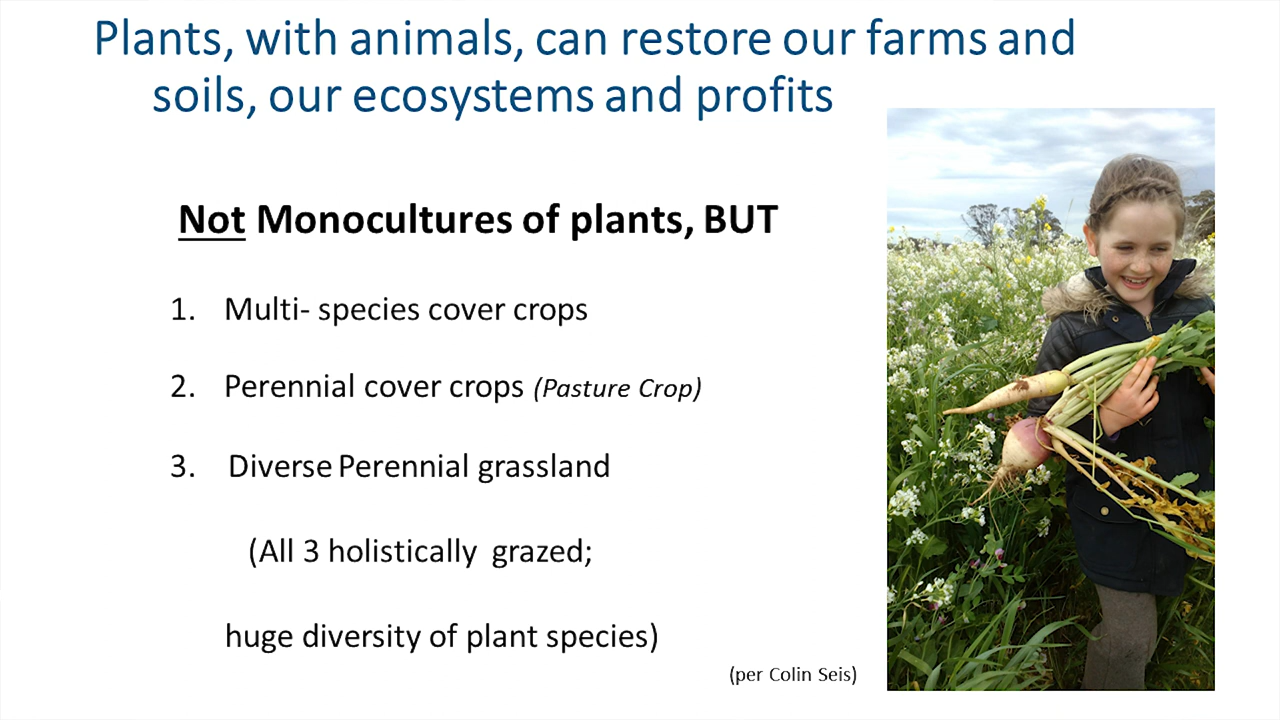 Plants, with animals, can restore our farms and
soils, our ecosystems and profits
Not Monocultures of plants, BUT
1. Multi- species cover crops
2. Perennial cover crops (Pasture Crop)
3. Diverse Perennial grassland
(All 3 holistically grazed;
huge diversity of plant species)
(per Colin Seis)